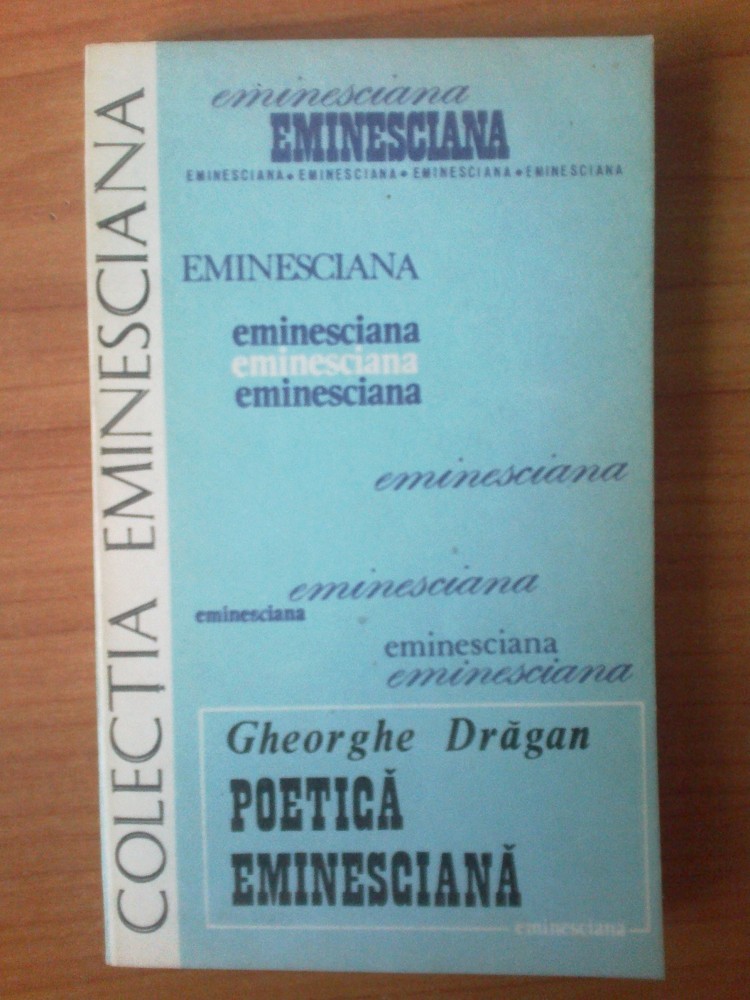 COLECȚIA EMINESCIANA
eminesciana
EMINESCIANA
EMINESCIANA • EMINESCIANA • EMINESCIANA • EMINESCIANA
EMINESCIANA
eminesciana
eminesciana
eminesciana
eminesciana
eminesciana
eminesciana
eminesciana
eminesciana
Gheorghe Drăgan
POETICĂ
EMINESCIANĂ
eminesciana